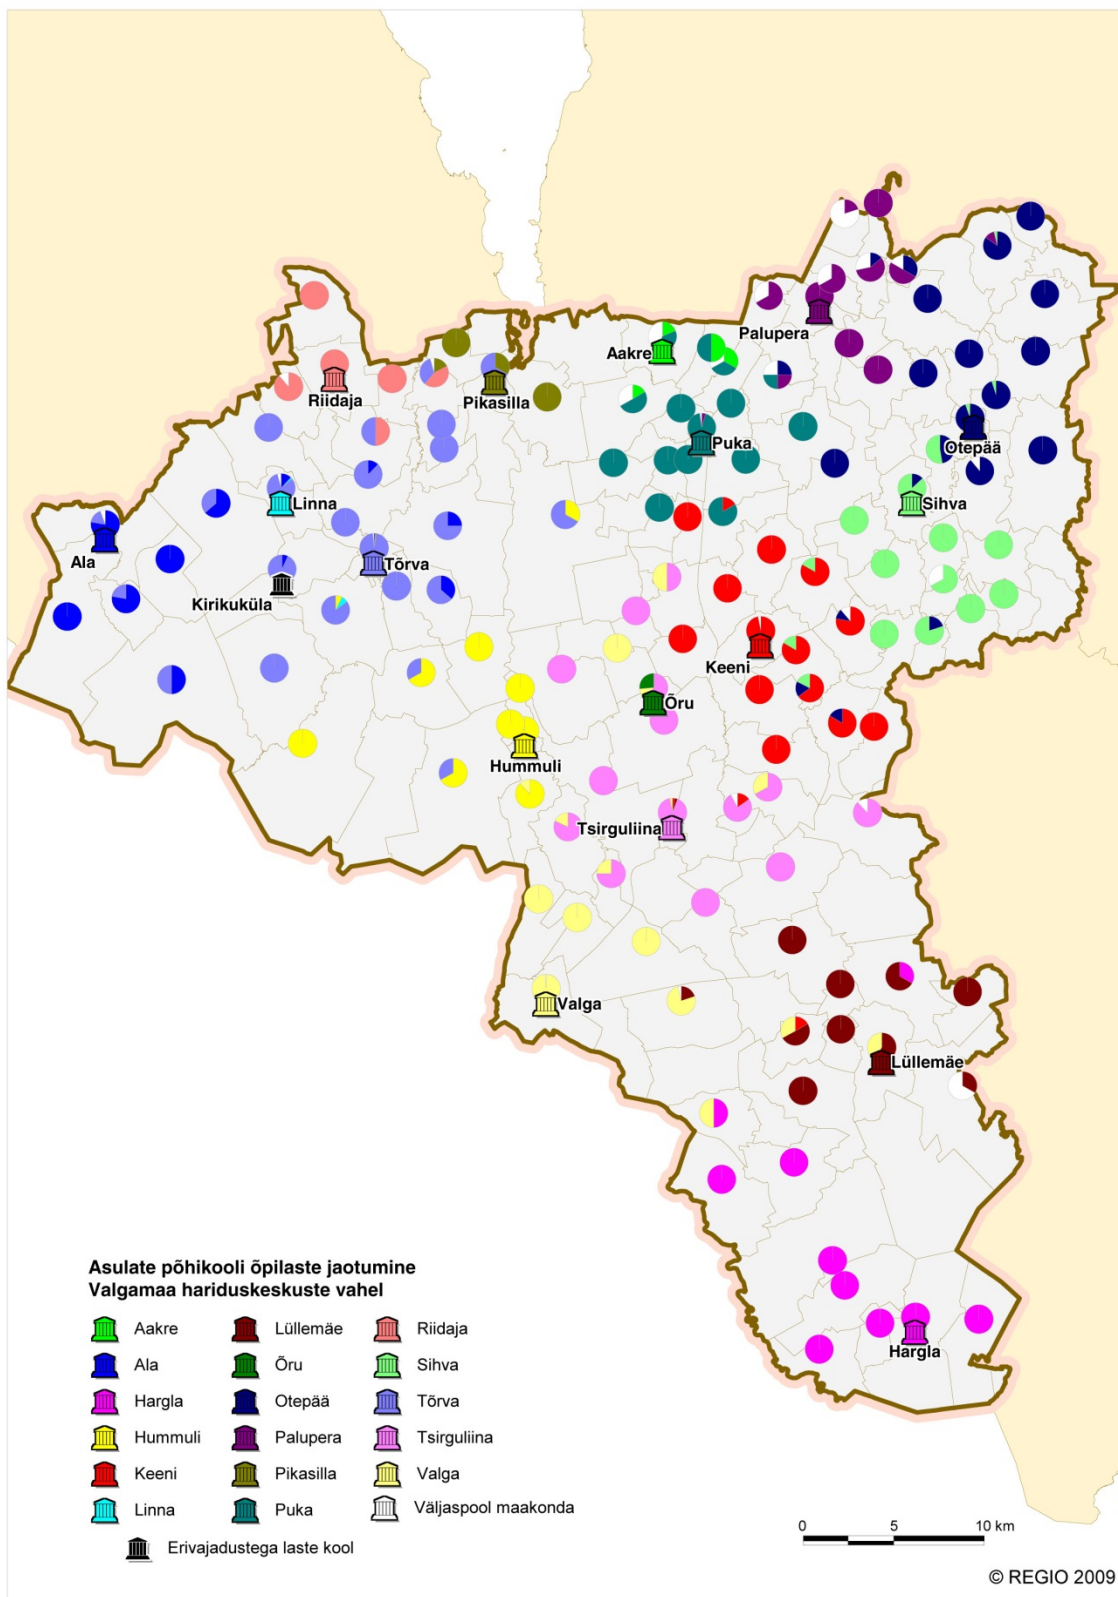 Palupera
Aakre
Riidaja
Pikasilla
Puka
Otepää
Linna
Sihva
Ala
Tõrva
Kirikuküla
Keeni
Õru
Hummuli
Tsirguliina
Valga
Lüllemäe
Hargla
Asulate põhikooli õpilaste jaotumine
Valgamaa hariduskeskuste vahel
Aakre Lüllemäe Riidaja
Ala Õru Sihva
Hargla Otepää Tõrva
Hummuli Palupera Tsirguliina
Keeni Pikasilla Valga
Linna Puka Väljaspool maakonda
Erivajadustega laste kool
0 5 10 km
© REGIO 2009